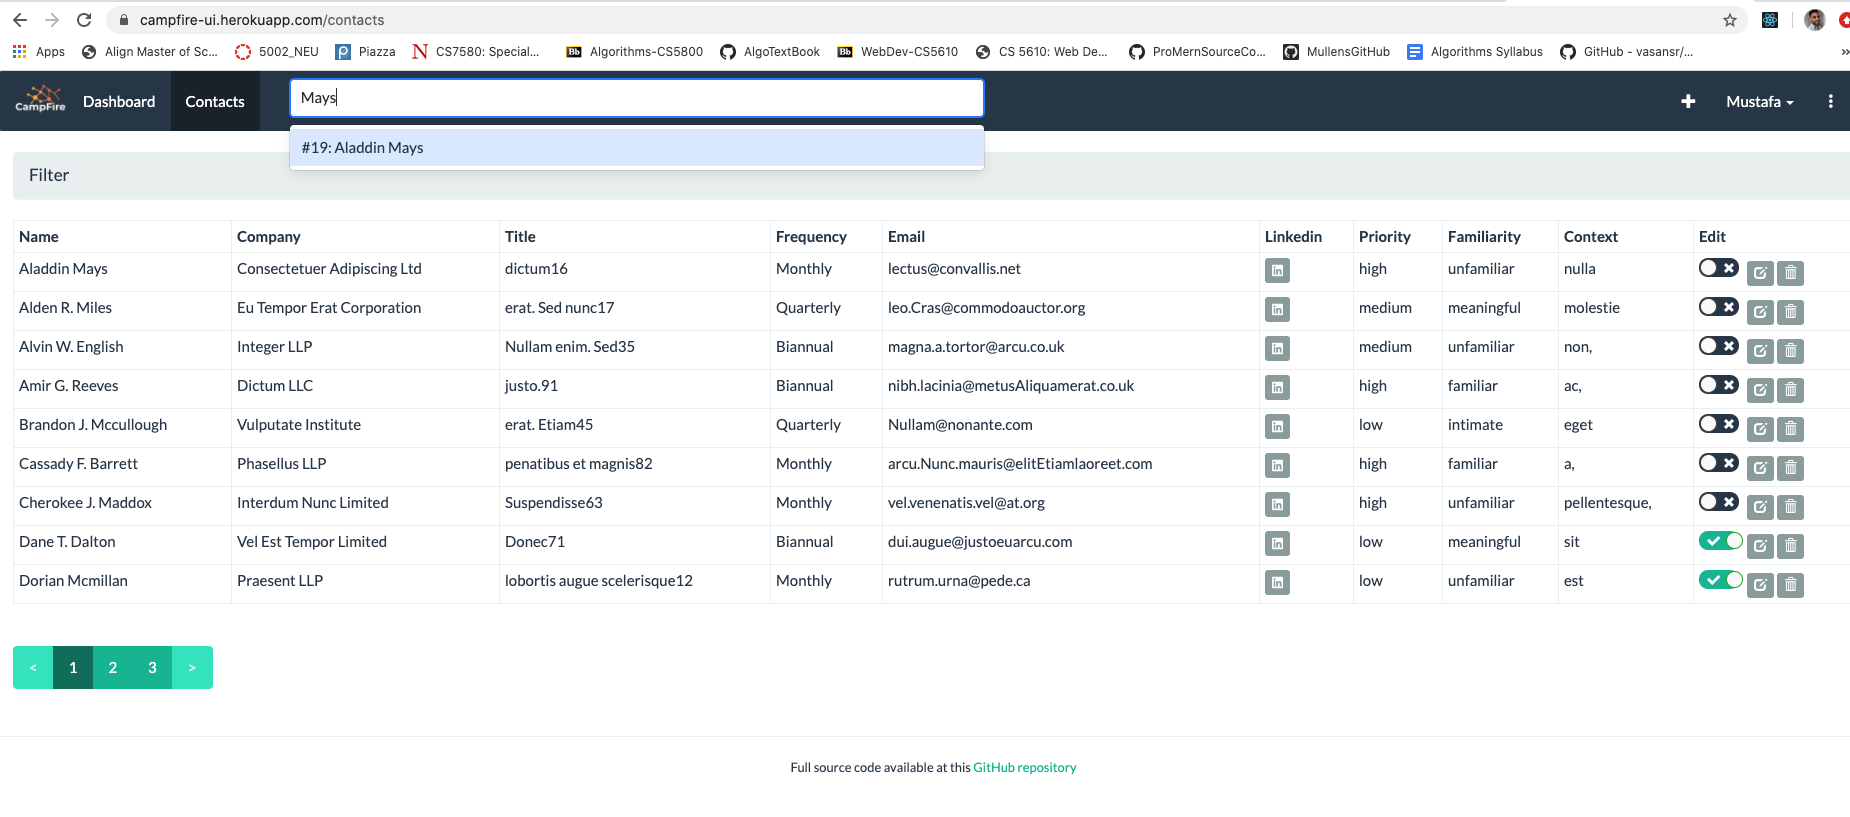 campfire-ui.herokuapp.com/contacts
Apps Align Master of Sc... 5002_NEU Piazza CS7580: Special... Algorithms-CS5800 AlgoTextBook WebDev-CS5610 CS 5610: Web De... ProMernSourceCo... MullensGitHub Algorithms Syllabus GitHub - vasansr/... »
CampFire Dashboard Contacts Mays Mustafa
#19: Aladdin Mays
Filter
Name Company Title Frequency Email Linkedin Priority Familiarity Context Edit
Aladdin Mays Consectetuer Adipiscing Ltd dictum16 Monthly lectus@convallis.net high unfamiliar nulla
Alden R. Miles Eu Tempor Erat Corporation erat. Sed nunc17 Quarterly leo.Cras@commodoauctor.org medium meaningful molestie
Alvin W. English Integer LLP Nullam enim. Sed35 Biannual magna.a.tortor@arcu.co.uk medium unfamiliar non,
Amir G. Reeves Dictum LLC justo.91 Biannual nibh.lacinia@metusAliquamerat.co.uk high familiar ac,
Brandon J. Mccullough Vulputate Institute erat. Etiam45 Quarterly Nullam@nonante.com low intimate eget
Cassady F. Barrett Phasellus LLP penatibus et magnis82 Monthly arcu.Nunc.mauris@elitEtiamlaoreet.com high familiar a,
Cherokee J. Maddox Interdum Nunc Limited Suspendisse63 Monthly vel.venenatis.vel@at.org high unfamiliar pellentesque,
Dane T. Dalton Vel Est Tempor Limited Donec71 Biannual dui.augue@justoeuarcu.com low meaningful sit
Dorian Mcmillan Praesent LLP lobortis augue scelerisque12 Monthly rutrum.urna@pede.ca low unfamiliar est
< 1 2 3 >
Full source code available at this GitHub repository